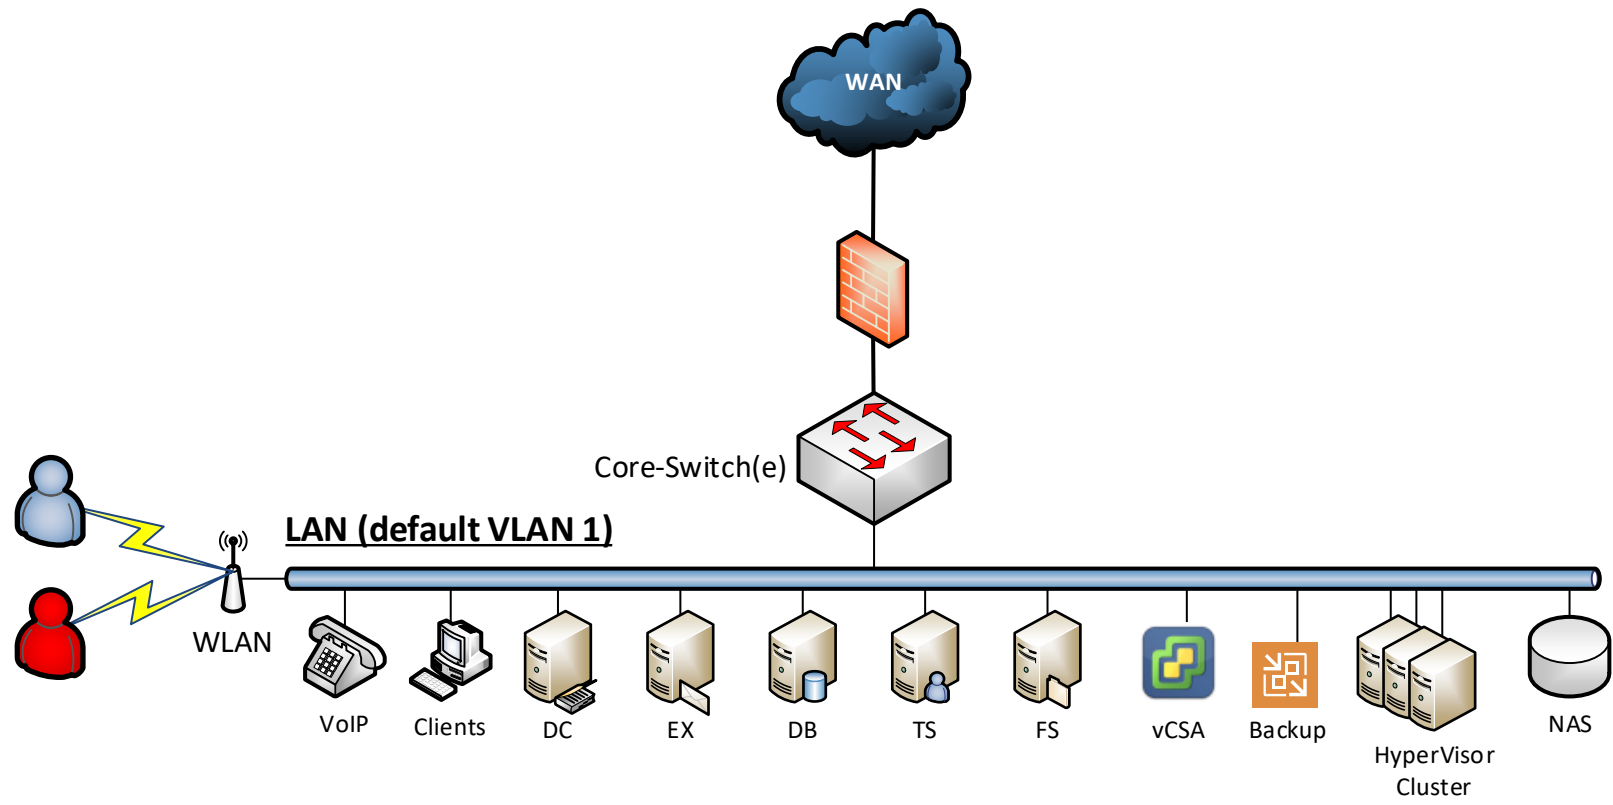 WAN
Core-Switch(e)
LAN (default VLAN 1)
WLAN
VoIP
Clients
DC
EX
DB
TS
FS
vCSA
Backup
HyperVisor
Cluster
NAS